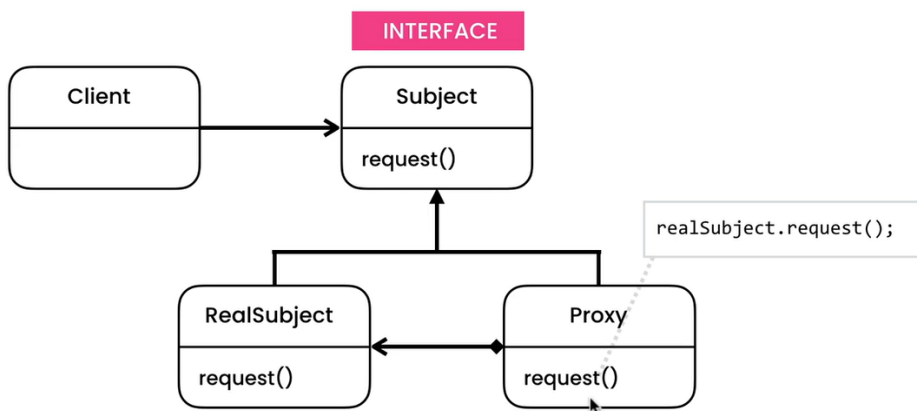 INTERFACE
Client
Subject
request()
realSubject.request();
RealSubject
request()
Proxy
request()